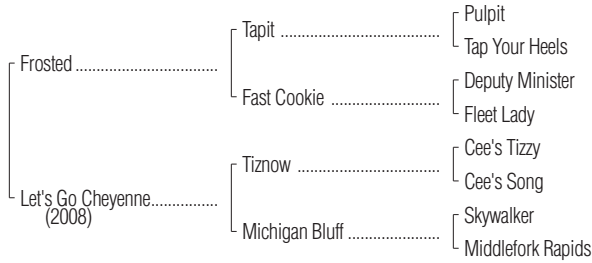 Pulpit
Tapit
Tap Your Heels
Frosted
Deputy Minister
Fast Cookie
Fleet Lady
Cee's Tizzy
Tiznow
Cee's Song
Let's Go Cheyenne
(2008)
Skywalker
Michigan Bluff
Middlefork Rapids